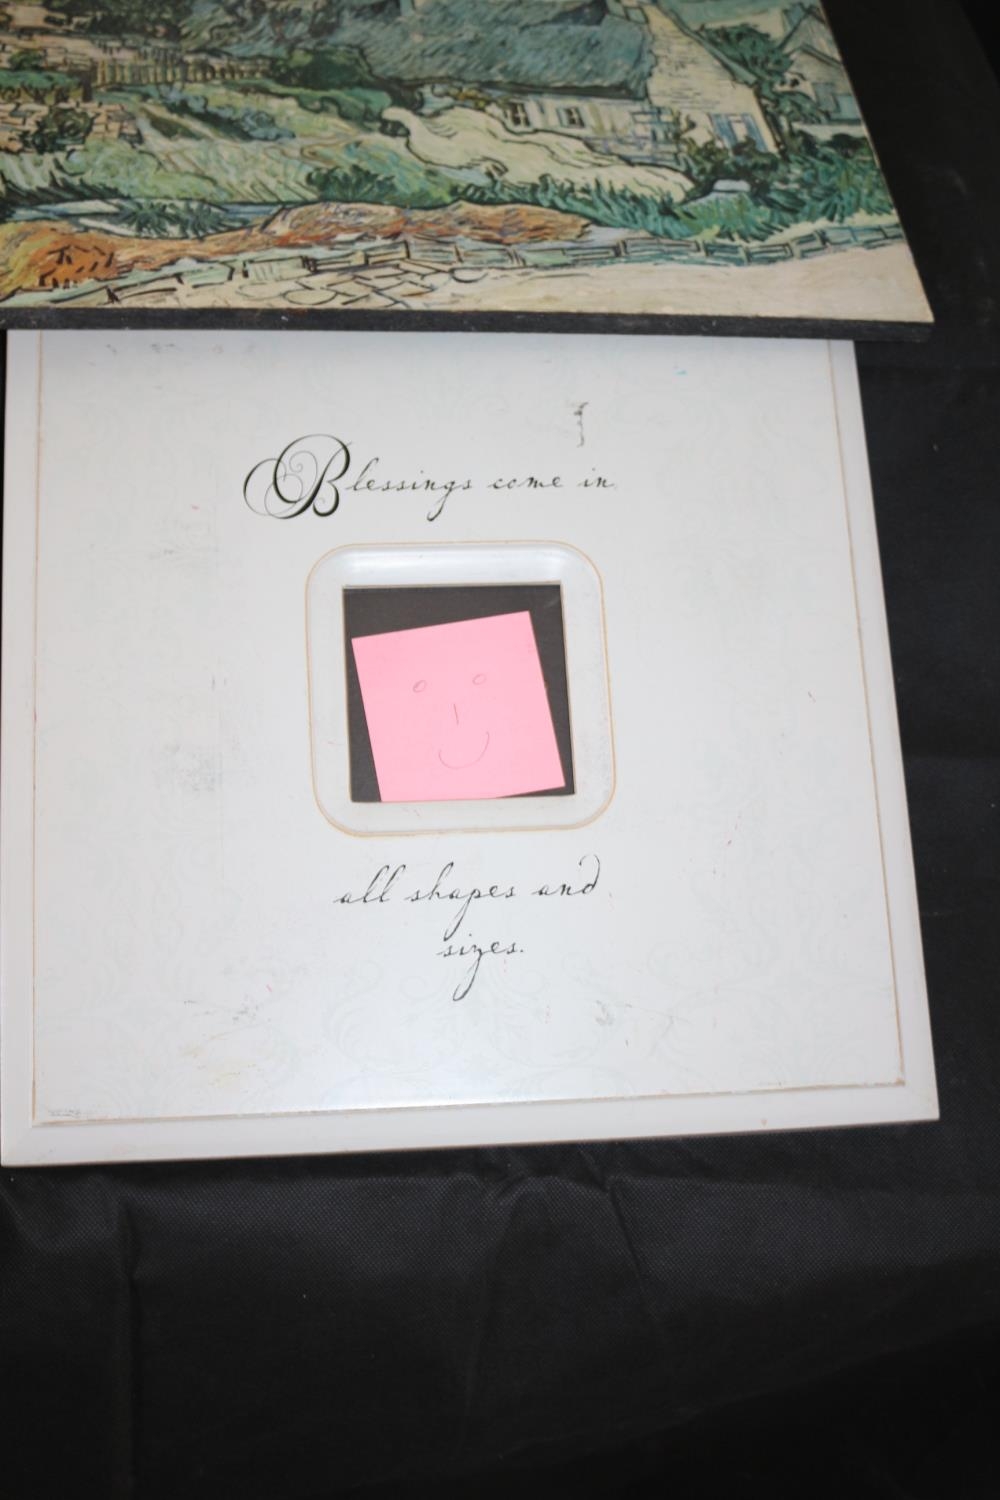 Blessings come in
all shapes and
sizes.